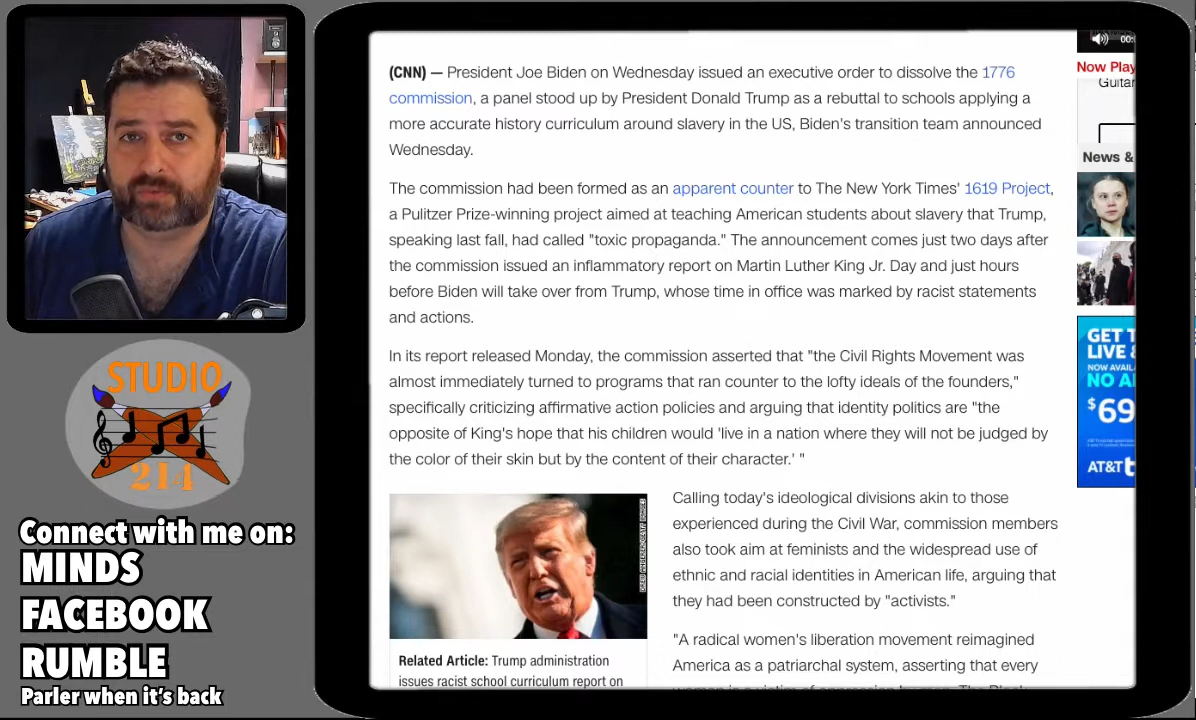 (CNN) — President Joe Biden on Wednesday issued an executive order to dissolve the 1776
commission, a panel stood up by President Donald Trump as a rebuttal to schools applying a
more accurate history curriculum around slavery in the US, Biden's transition team announced
Wednesday.
The commission had been formed as an apparent counter to The New York Times' 1619 Project,
a Pulitzer Prize-winning project aimed at teaching American students about slavery that Trump,
speaking last fall, had called "toxic propaganda." The announcement comes just two days after
the commission issued an inflammatory report on Martin Luther King Jr. Day and just hours
before Biden will take over from Trump, whose time in office was marked by racist statements
and actions.
In its report released Monday, the commission asserted that "the Civil Rights Movement was
almost immediately turned to programs that ran counter to the lofty ideals of the founders,"
specifically criticizing affirmative action policies and arguing that identity politics are "the
opposite of King's hope that his children would 'live in a nation where they will not be judged by
the color of their skin but by the content of their character.' "
Calling today's ideological divisions akin to those
experienced during the Civil War, commission members
also took aim at feminists and the widespread use of
ethnic and racial identities in American life, arguing that
they had been constructed by "activists."
"A radical women's liberation movement reimagined
America as a patriarchal system, asserting that every
Related Article: Trump administration
issues racist school curriculum report on
00:
Now Play
Guitar
News &
GET T
LIVE &
NOW AVAIL
NO A
$69
AT&T t
STUDIO
214
Connect with me on:
MINDS
FACEBOOK
RUMBLE
Parler when it's back